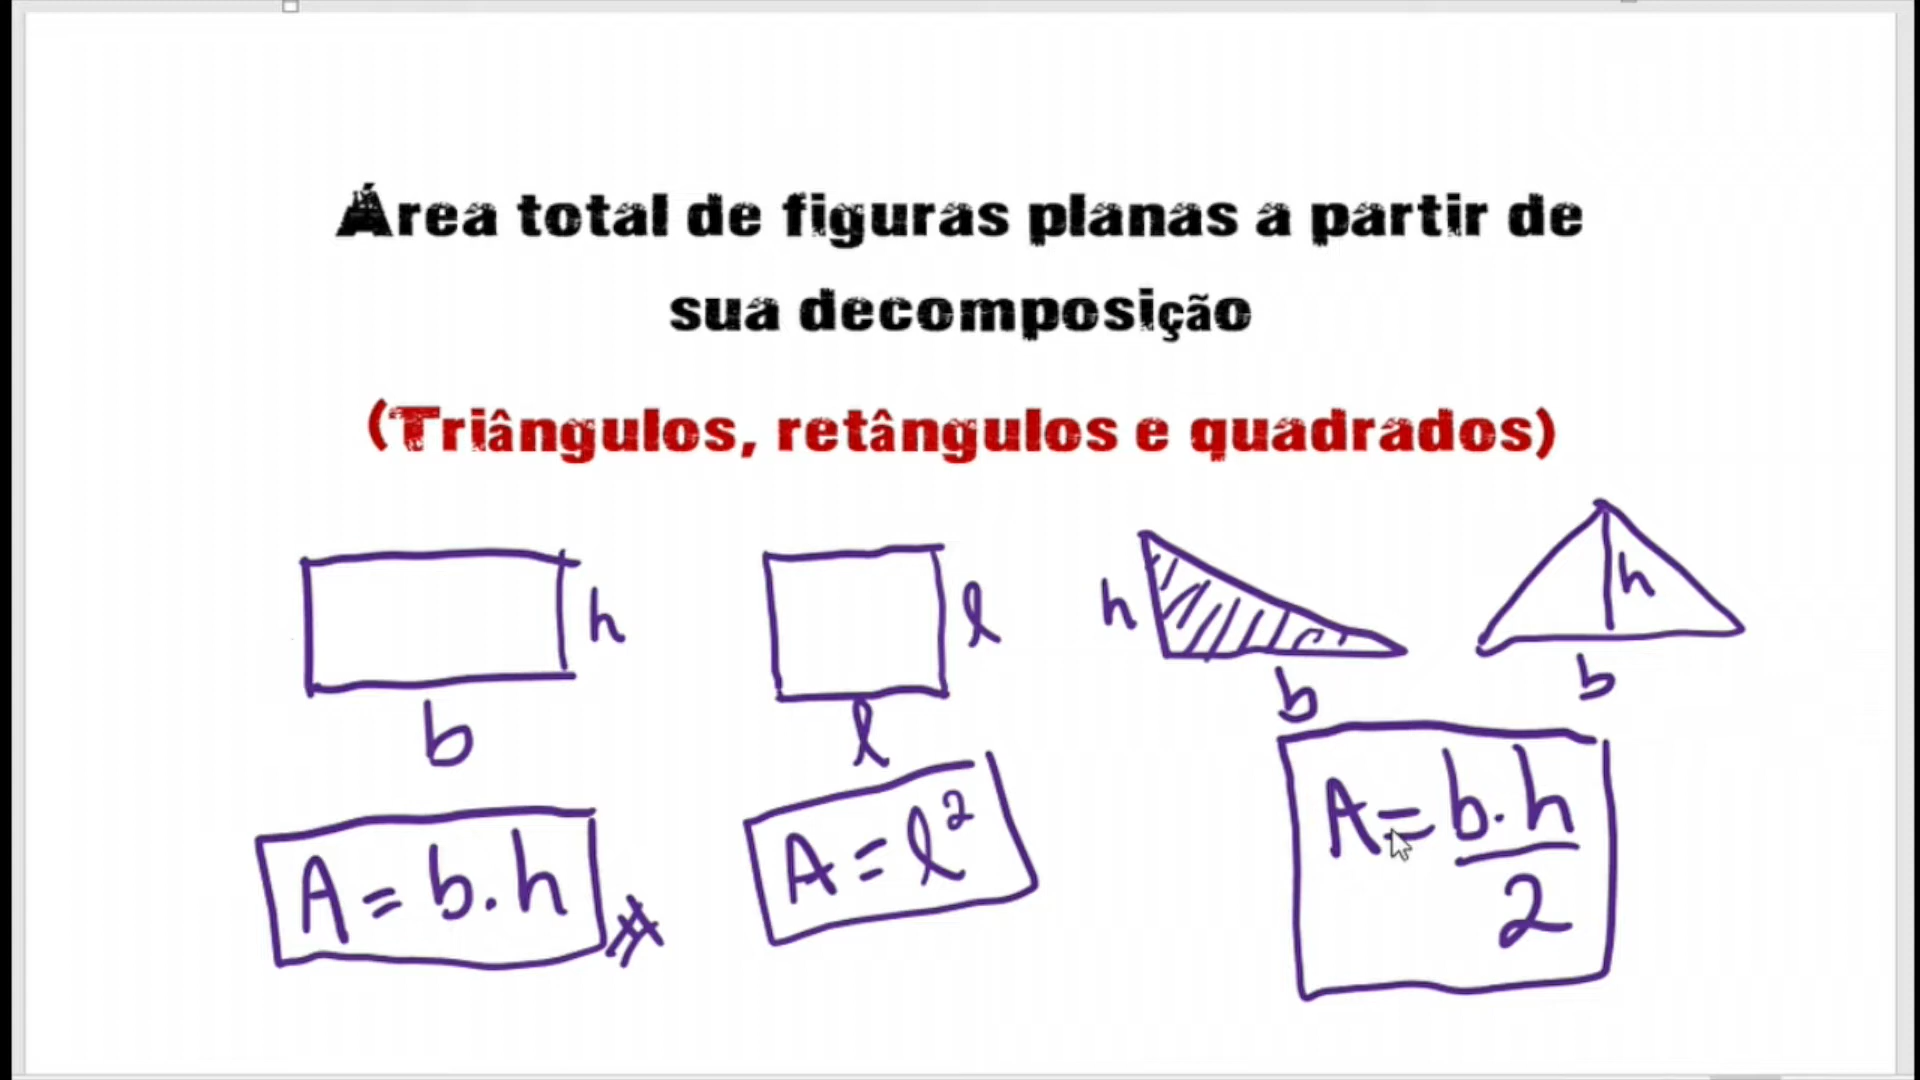 Área total de figuras planas a partir de
sua decomposição
(Triângulos, retângulos e quadrados)
h
b
A = b.h
l
l
A = l²
h
b
h
b
A = b.h
2